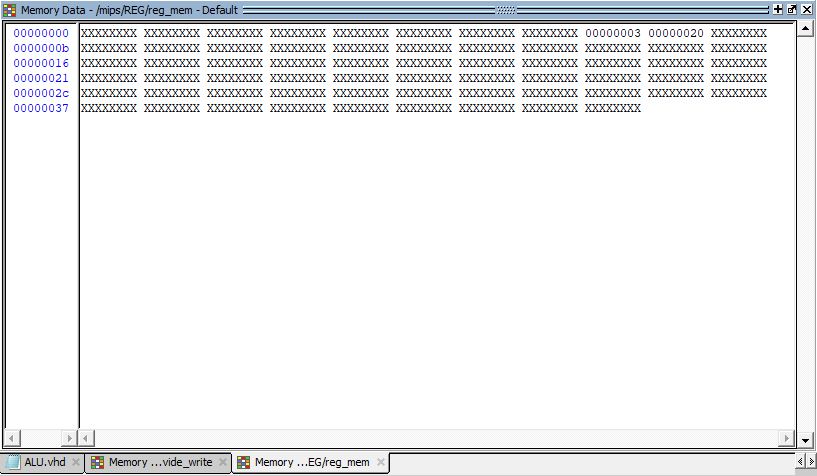 Memory Data - /mips/REG/reg_mem - Default
00000000 XXXXXXXX XXXXXXXX XXXXXXXX XXXXXXXX XXXXXXXX XXXXXXXX XXXXXXXX XXXXXXXX 00000003 00000020 XXXXXXXX
0000000b XXXXXXXX XXXXXXXX XXXXXXXX XXXXXXXX XXXXXXXX XXXXXXXX XXXXXXXX XXXXXXXX XXXXXXXX XXXXXXXX XXXXXXXX
00000016 XXXXXXXX XXXXXXXX XXXXXXXX XXXXXXXX XXXXXXXX XXXXXXXX XXXXXXXX XXXXXXXX XXXXXXXX XXXXXXXX XXXXXXXX
00000021 XXXXXXXX XXXXXXXX XXXXXXXX XXXXXXXX XXXXXXXX XXXXXXXX XXXXXXXX XXXXXXXX XXXXXXXX XXXXXXXX XXXXXXXX
0000002c XXXXXXXX XXXXXXXX XXXXXXXX XXXXXXXX XXXXXXXX XXXXXXXX XXXXXXXX XXXXXXXX XXXXXXXX XXXXXXXX XXXXXXXX
00000037 XXXXXXXX XXXXXXXX XXXXXXXX XXXXXXXX XXXXXXXX XXXXXXXX XXXXXXXX XXXXXXXX XXXXXXXX
ALU.vhd Memory ...vide_write Memory ...EG/reg_mem